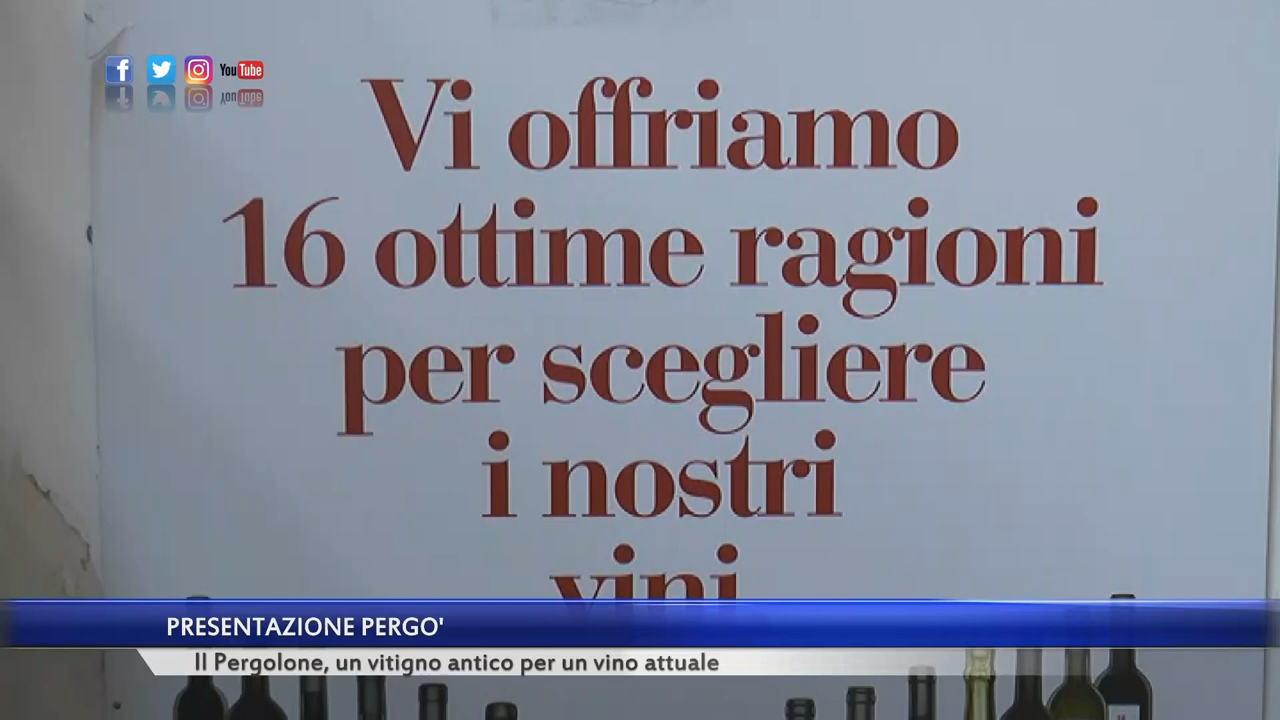 YouTube
Vi offriamo
16 ottime ragioni
per scegliere
i nostri
vini
PRESENTAZIONE PERGO'
Il Pergolone, un vitigno antico per un vino attuale